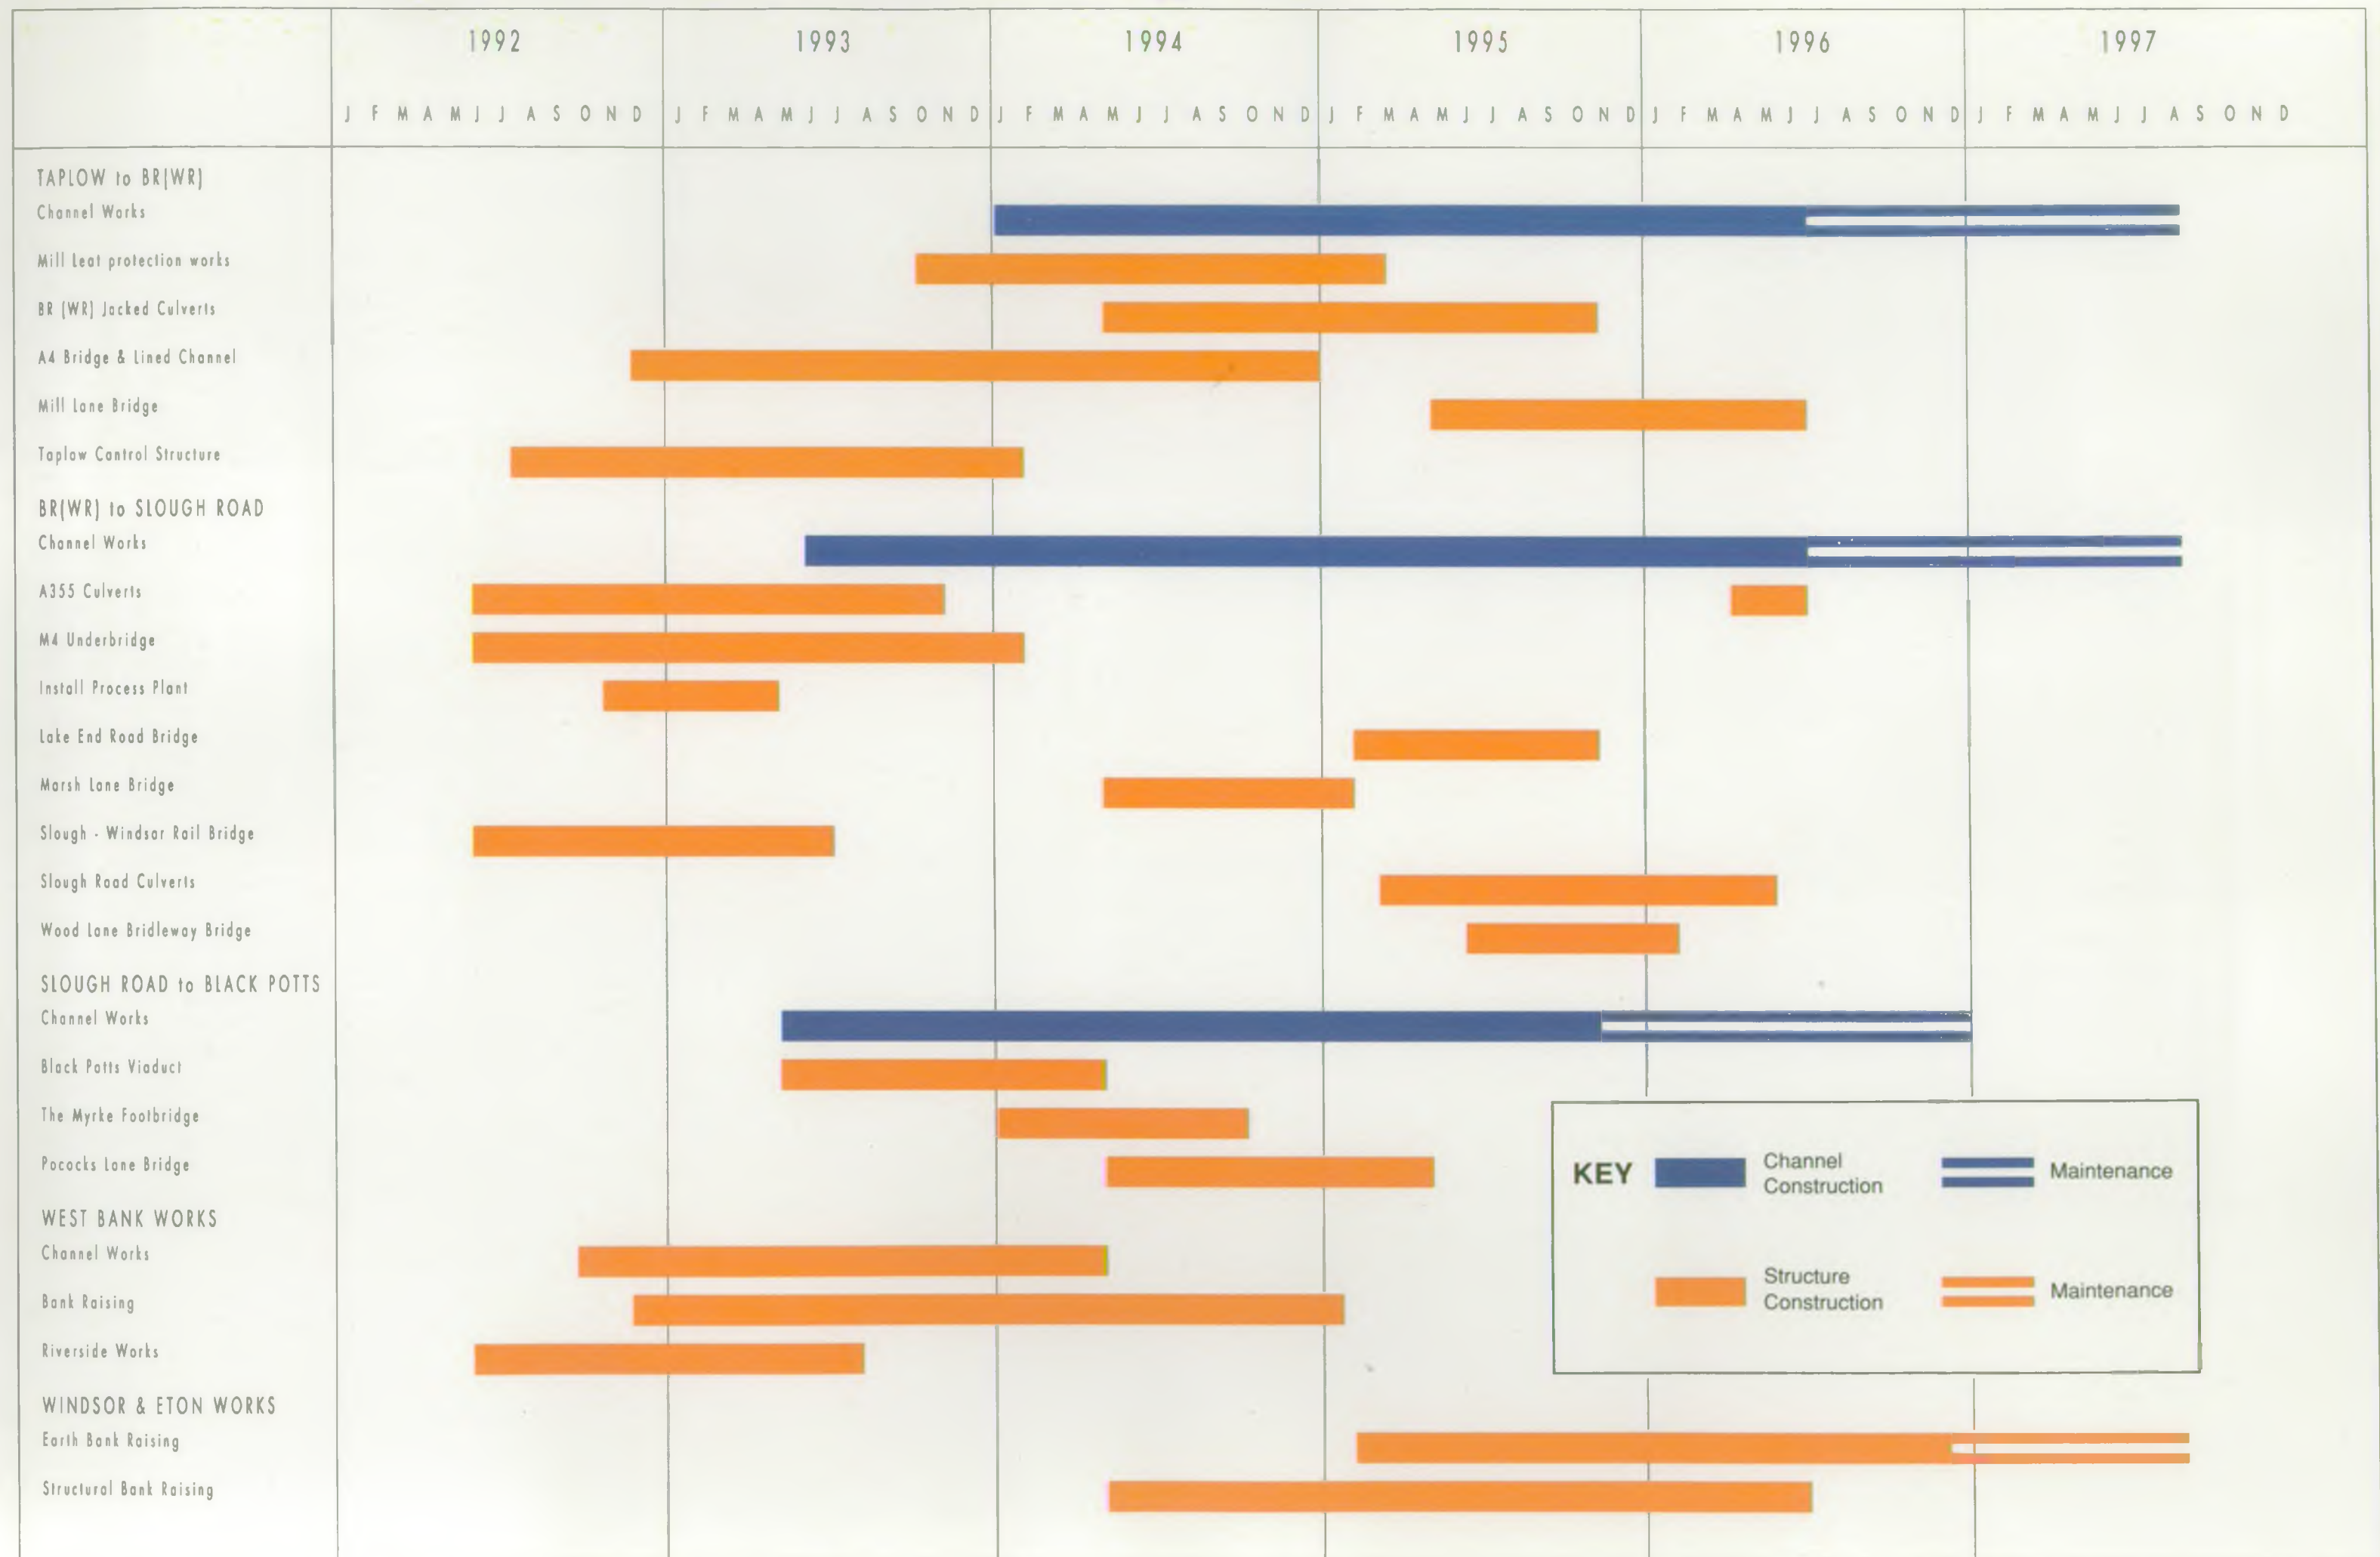 1992 1993 1994 1995 1996 1997
J F M A M J J A S O N D J F M A M J J A S O N D J F M A M J J A S O N D J F M A M J J A S O N D J F M A M J J A S O N D J F M A M J J A S O N D
TAPLOW to BR(WR)
Channel Works
Mill Leat protection works
BR (WR) Jacked Culverts
A4 Bridge & Lined Channel
Mill Lane Bridge
Taplow Control Structure
BR(WR) to SLOUGH ROAD
Channel Works
A355 Culverts
M4 Underbridge
Install Process Plant
Lake End Road Bridge
Marsh Lane Bridge
Slough - Windsor Rail Bridge
Slough Road Culverts
Wood Lane Bridleway Bridge
SLOUGH ROAD to BLACK POTTS
Channel Works
Black Potts Viaduct
The Myrke Footbridge
Pococks Lane Bridge
WEST BANK WORKS
Channel Works
Bank Raising
Riverside Works
WINDSOR & ETON WORKS
Earth Bank Raising
Structural Bank Raising
KEY
Channel
Construction
Maintenance
Structure
Construction
Maintenance